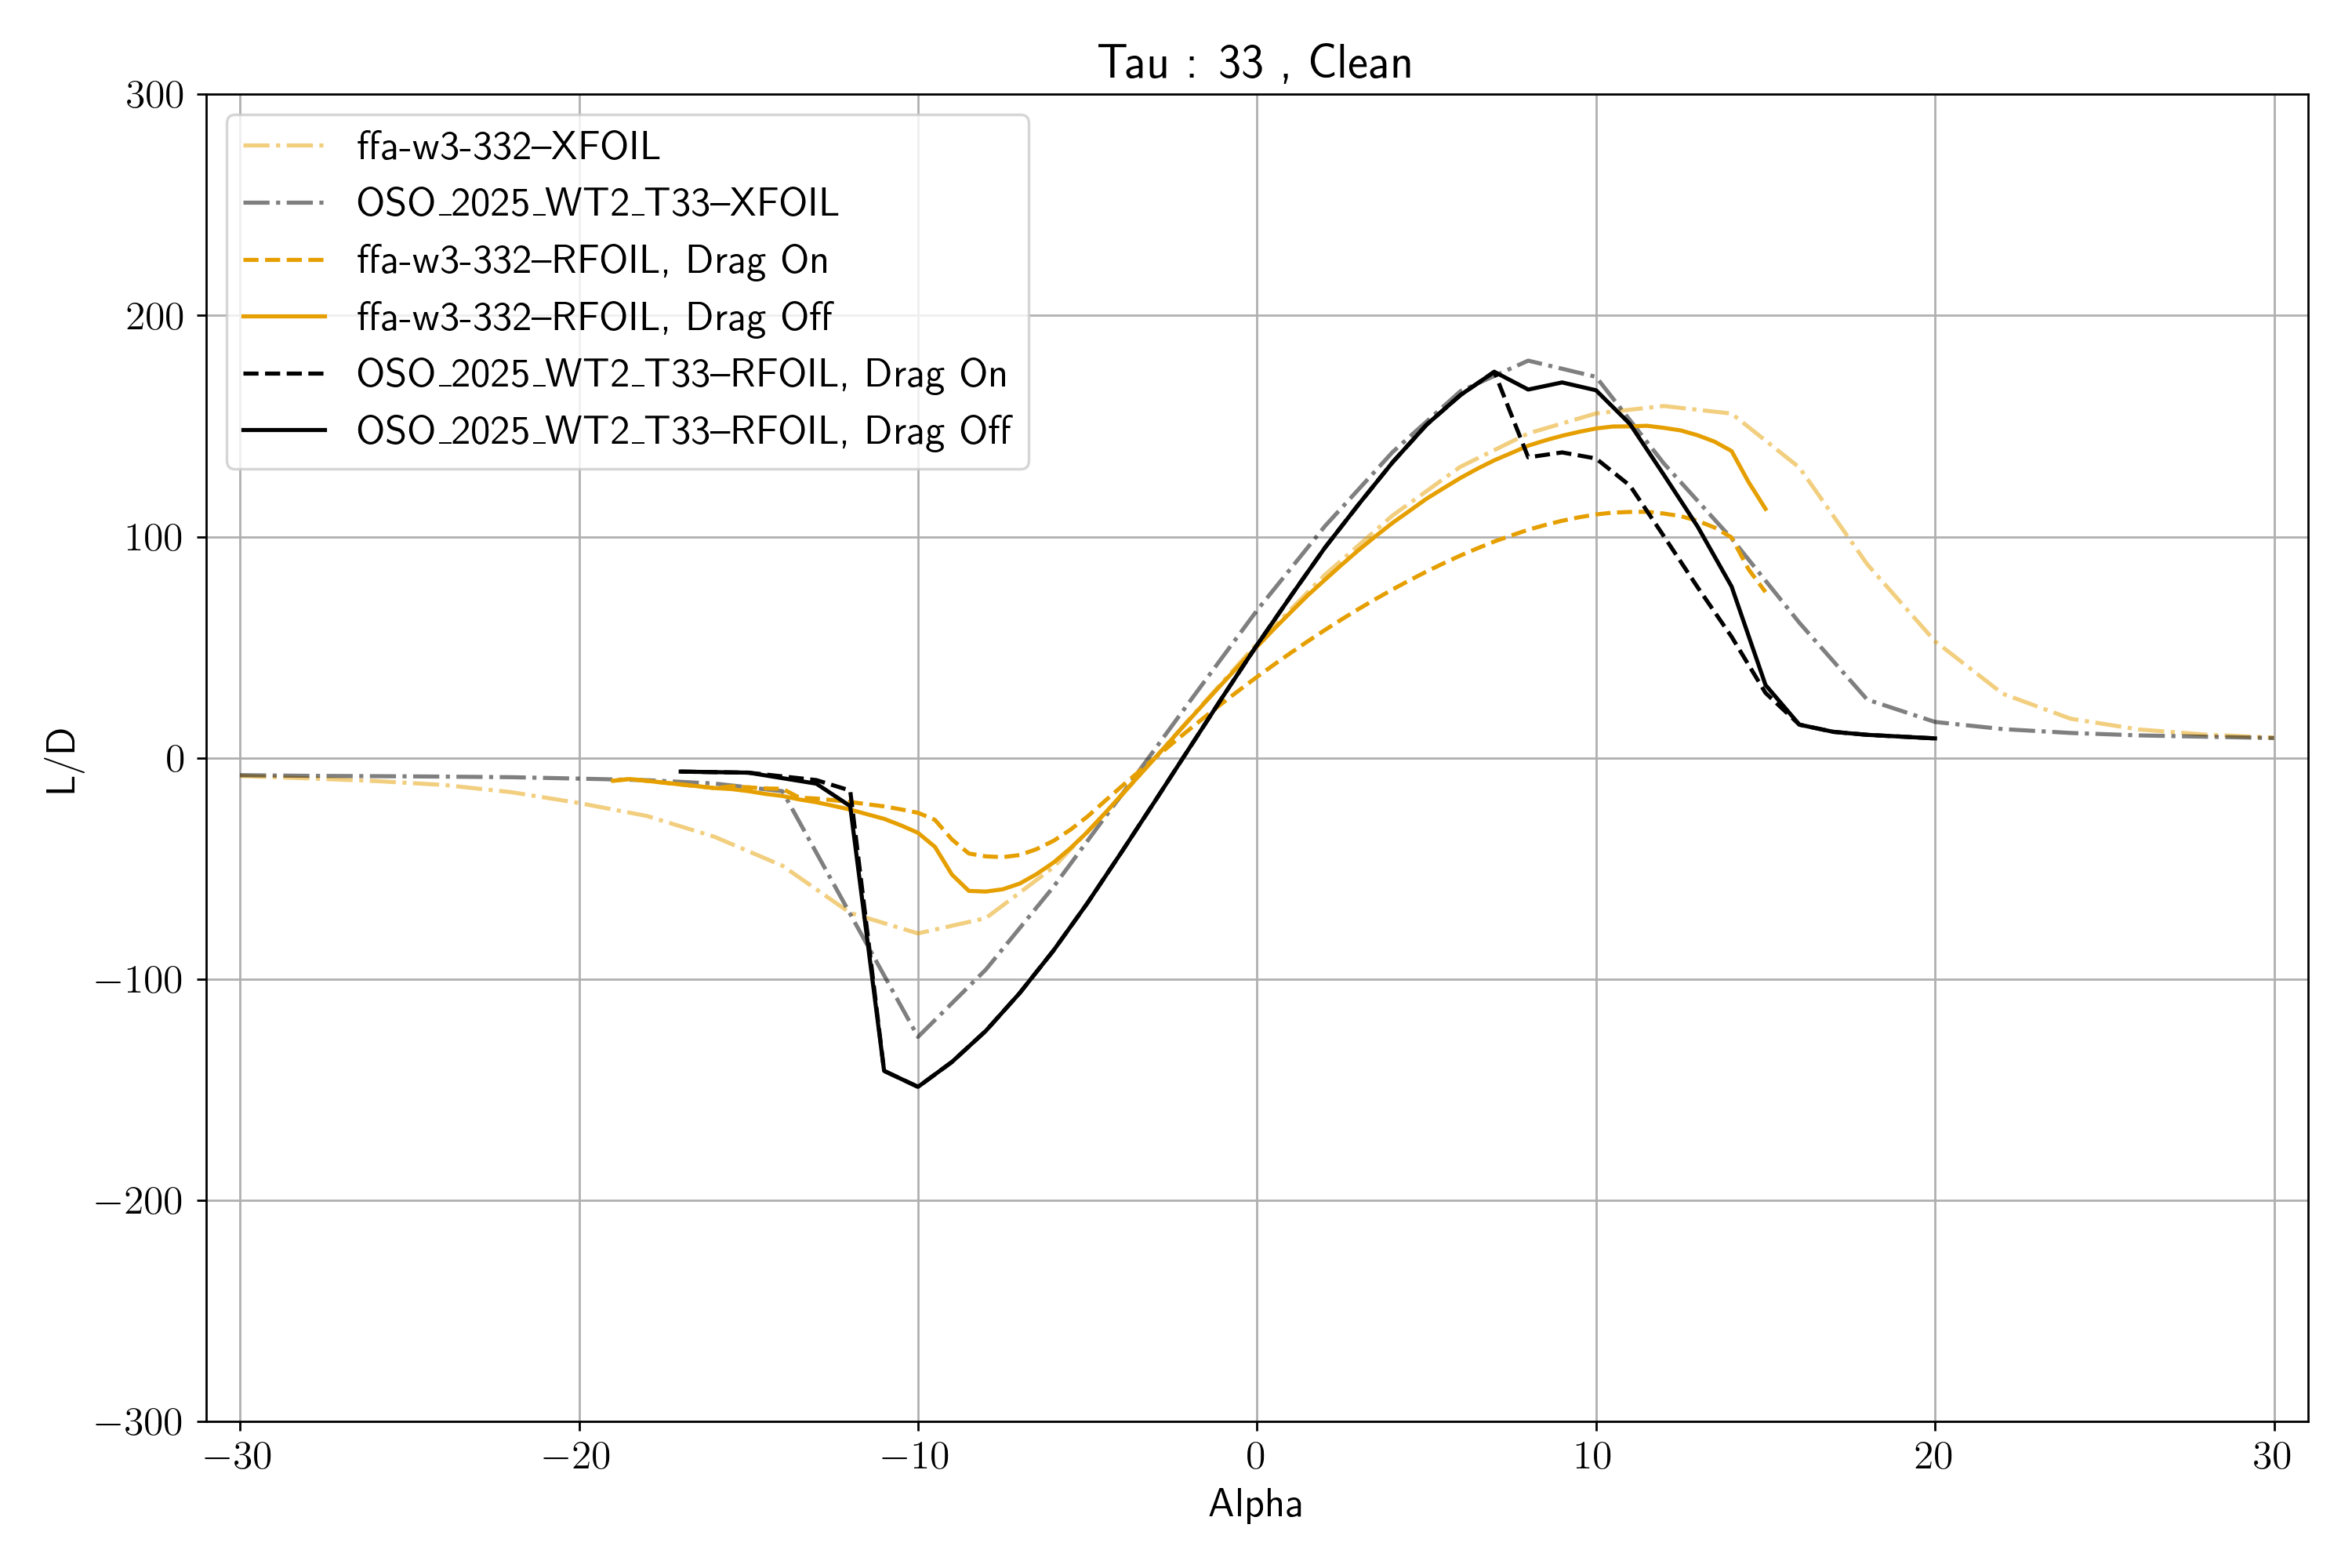 Tau : 33 , Clean
300
200
100
0
−100
−200
−300
L/D
ffa-w3-332–XFOIL
OSO_2025_WT2_T33–XFOIL
ffa-w3-332–RFOIL, Drag On
ffa-w3-332–RFOIL, Drag Off
OSO_2025_WT2_T33–RFOIL, Drag On
OSO_2025_WT2_T33–RFOIL, Drag Off
−30 −20 −10 0 10 20 30
Alpha